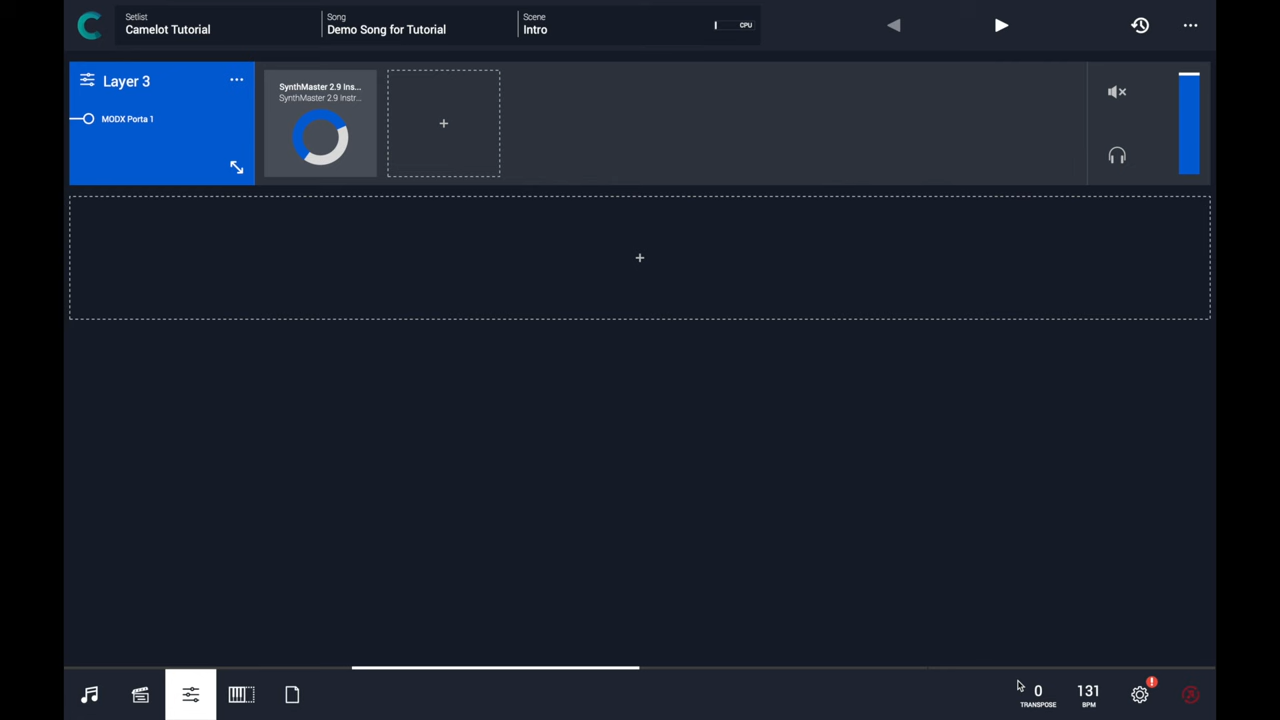 Setlist
Camelot Tutorial
Song
Demo Song for Tutorial
Scene
Intro
CPU
Layer 3
MODX Porta 1
SynthMaster 2.9 Ins...
SynthMaster 2.9 Instr...
0
TRANSPOSE
131
BPM